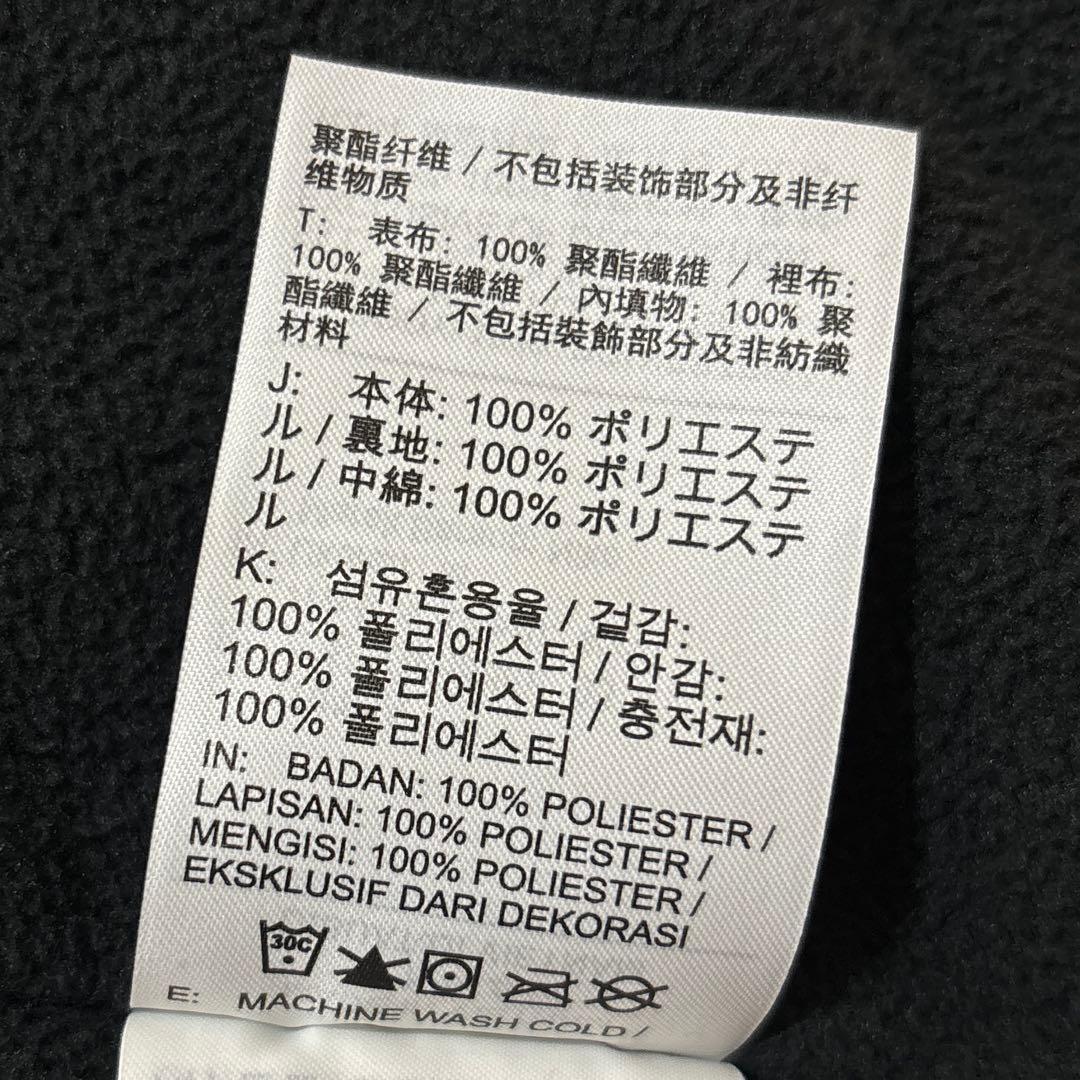 聚酯纤维 / 不包括装饰部分及非纤
维物质
T: 表布: 100% 聚酯纖維 / 裡布:
100% 聚酯纖維 / 內填物: 100% 聚
酯纖維 / 不包括裝飾部分及非紡織
材料
J: 本体: 100% ポリエステ
ル / 裏地: 100% ポリエステ
ル / 中綿: 100% ポリエステ
ル
K: 섬유혼용율 / 겉감:
100% 폴리에스터 / 안감:
100% 폴리에스터 / 충전재:
100% 폴리에스터
IN: BADAN: 100% POLIESTER /
LAPISAN: 100% POLIESTER /
MENGISI: 100% POLIESTER /
EKSKLUSIF DARI DEKORASI
30C
E: MACHINE WASH COLD /